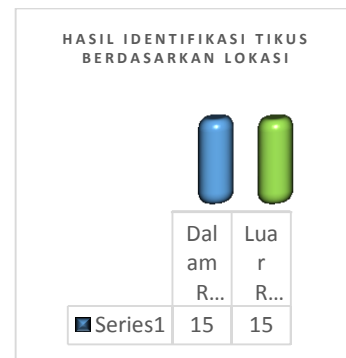 HASIL IDENTIFIKASI TIKUS
BERDASARKAN LOKASI
Dal Lua
am r
R... R...
Series1 15 15